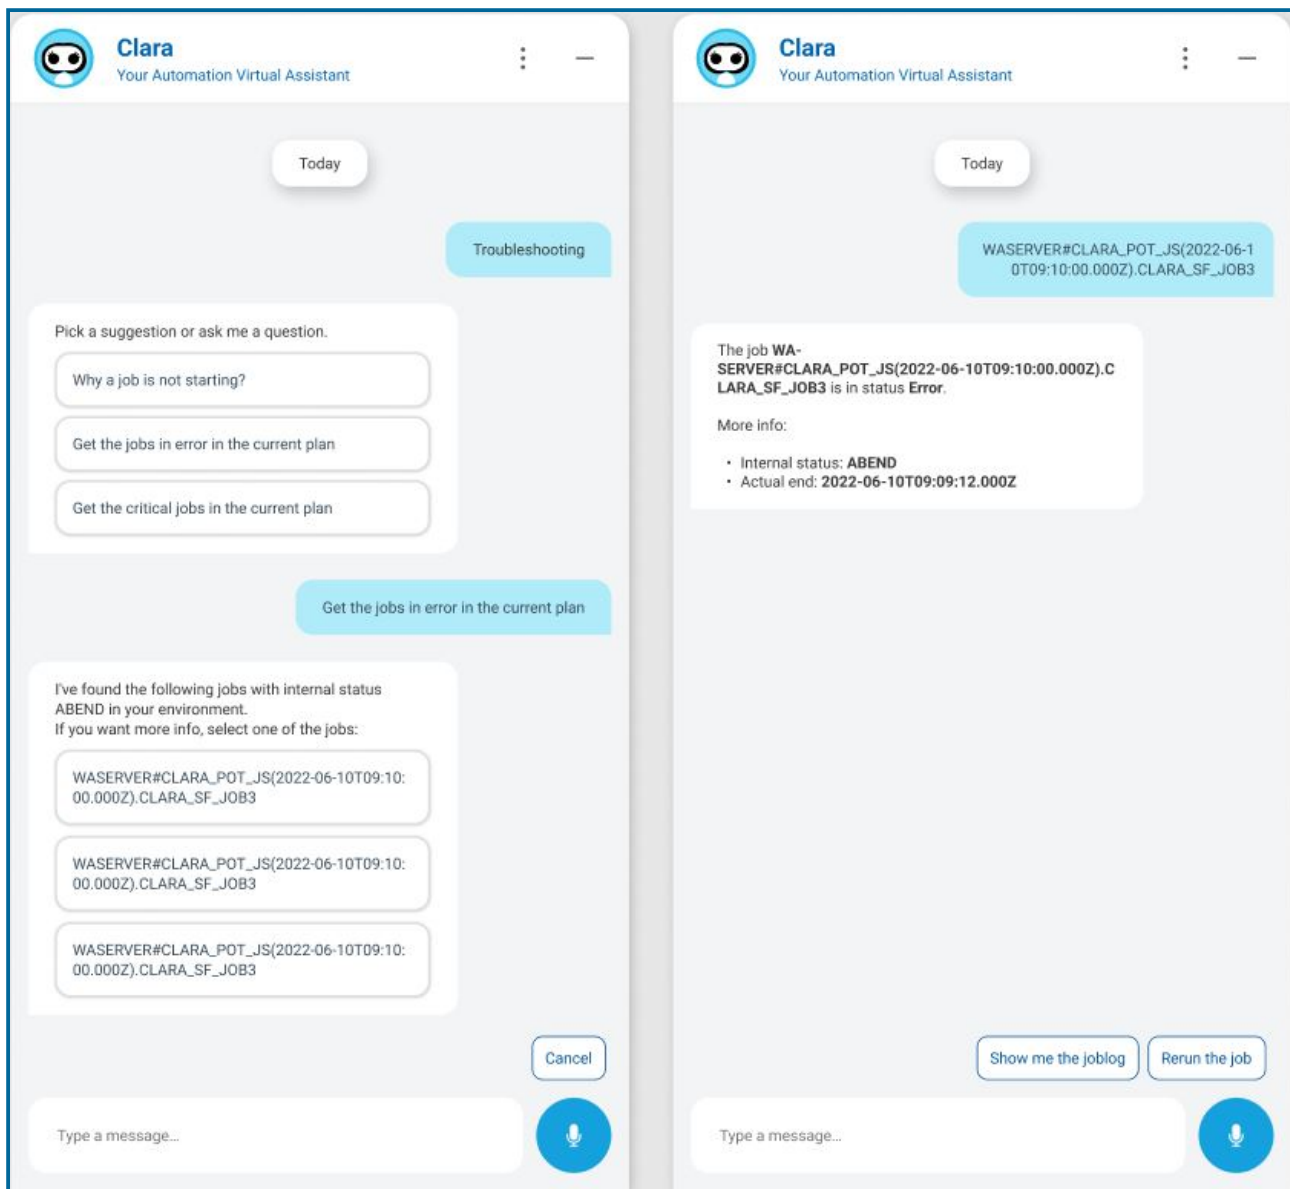 Clara
Your Automation Virtual Assistant
Today
Troubleshooting
Pick a suggestion or ask me a question.
Why a job is not starting?
Get the jobs in error in the current plan
Get the critical jobs in the current plan
Get the jobs in error in the current plan
I've found the following jobs with internal status
ABEND in your environment.
If you want more info, select one of the jobs:
WASERVER#CLARA_POT_JS(2022-06-10T09:10:
00.000Z).CLARA_SF_JOB3
WASERVER#CLARA_POT_JS(2022-06-10T09:10:
00.000Z).CLARA_SF_JOB3
WASERVER#CLARA_POT_JS(2022-06-10T09:10:
00.000Z).CLARA_SF_JOB3
Cancel
Type a message...
Clara
Your Automation Virtual Assistant
Today
WASERVER#CLARA_POT_JS(2022-06-1
0T09:10:00.000Z).CLARA_SF_JOB3
The job WA-
SERVER#CLARA_POT_JS(2022-06-10T09:10:00.000Z).C
LARA_SF_JOB3 is in status Error.
More info:
• Internal status: ABEND
• Actual end: 2022-06-10T09:09:12.000Z
Show me the joblog
Rerun the job
Type a message...